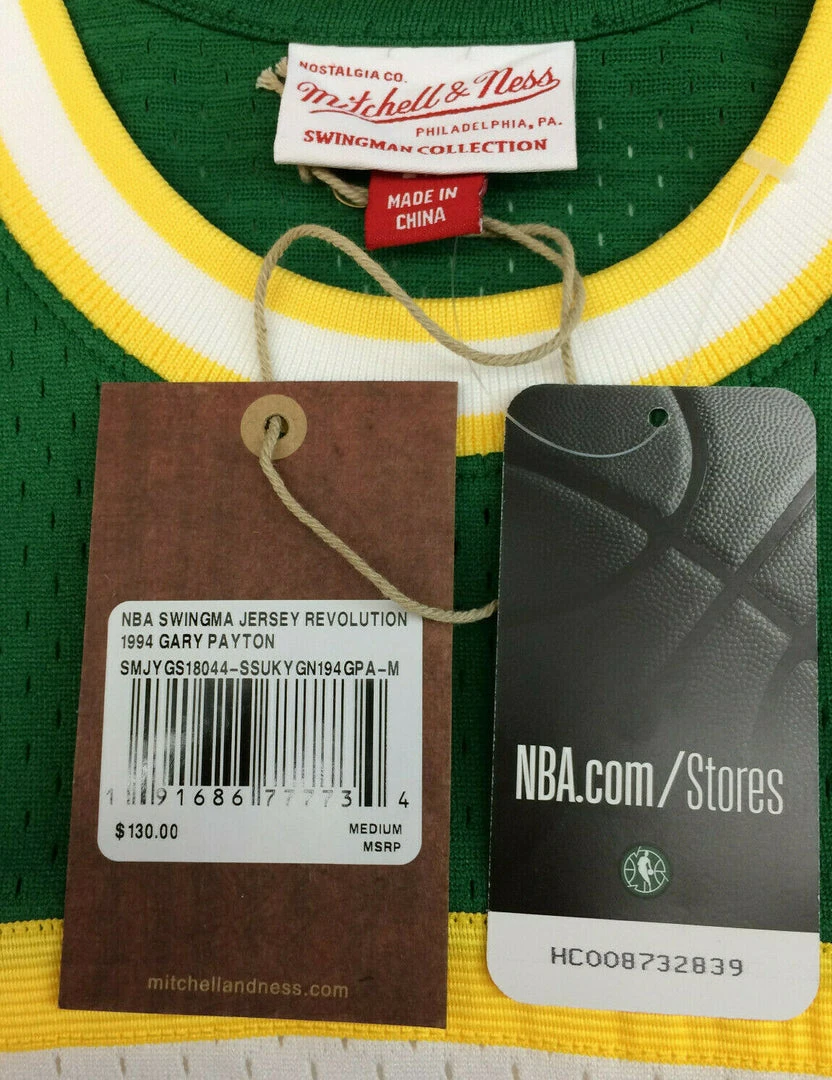 NOSTALGIA CO.
Mitchell & Ness
PHILADELPHIA, PA.
SWINGMAN COLLECTION
MADE IN
CHINA
NBA SWINGMA JERSEY REVOLUTION
1994 GARY PAYTON
SMJYGS18044-SSUKYGN194GPA-M
1 91686 77773 4
$130.00
MEDIUM
MSRP
mitchellandness.com
NBA.com/Stores
HC008732839